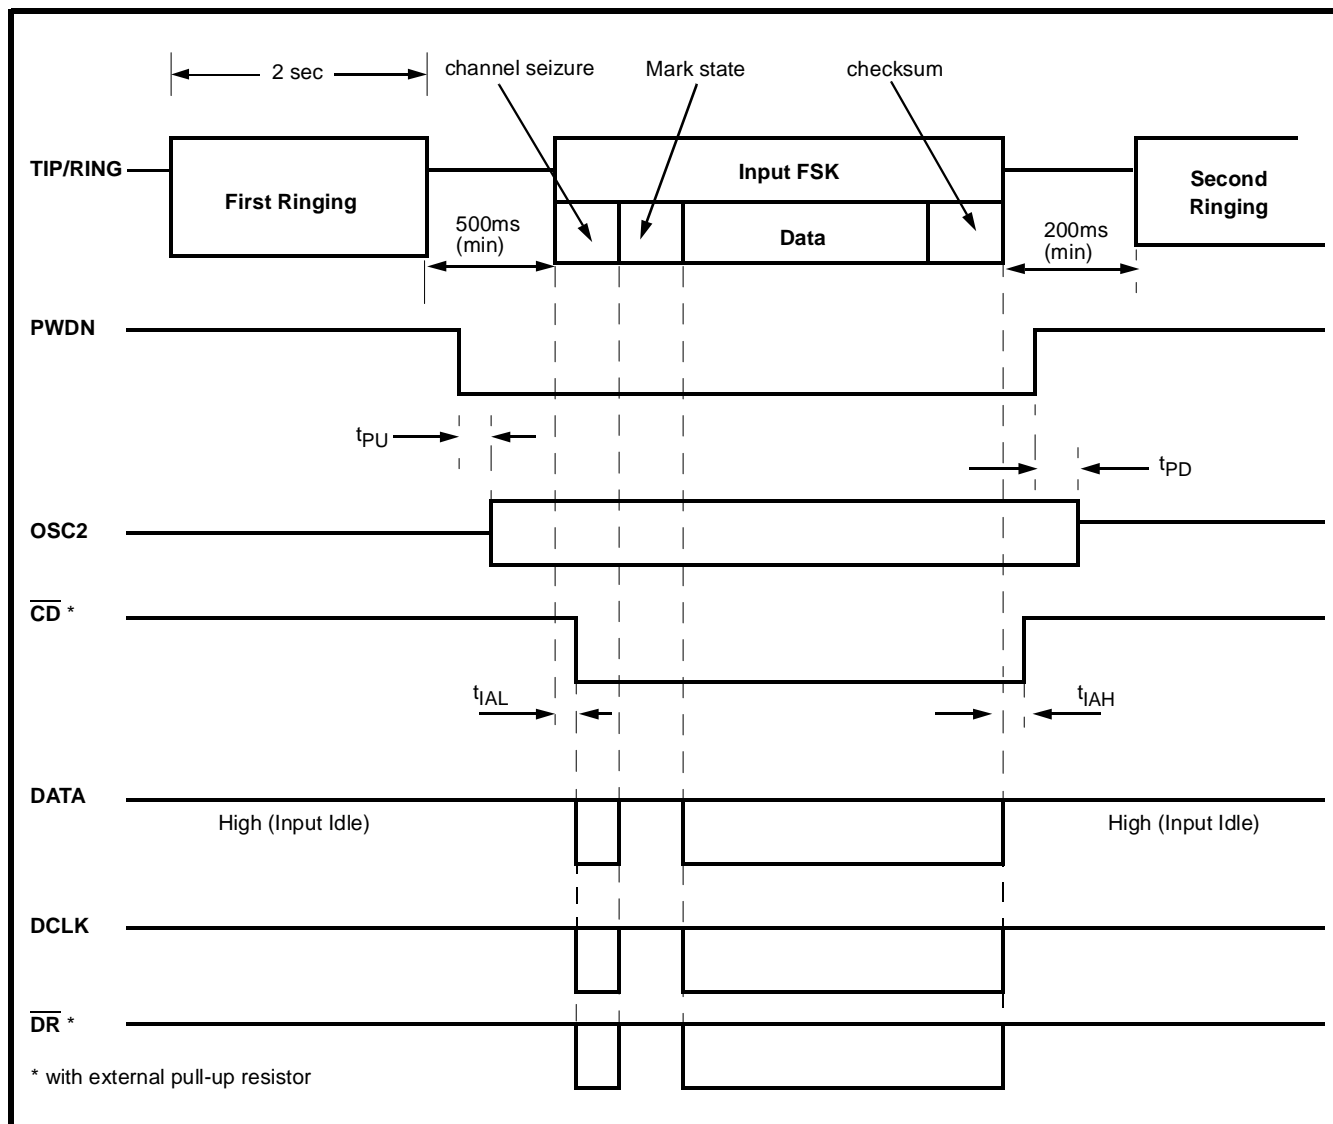 2 sec
channel seizure
Mark state
checksum
TIP/RING
First Ringing
500ms
(min)
Input FSK
Data
200ms
(min)
Second
Ringing
PWDN
tPU
tPD
OSC2
CD *
tIAL
tIAH
DATA
High (Input Idle)
High (Input Idle)
DCLK
DR *
* with external pull-up resistor